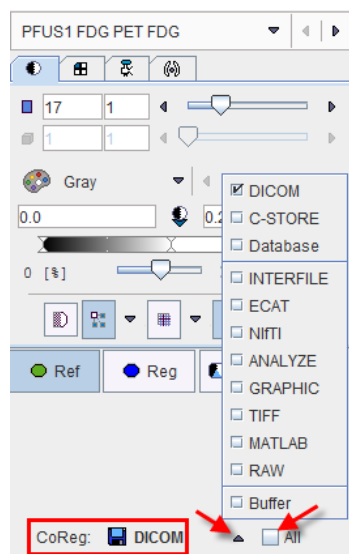 PFUS1 FDG PET FDG
17 1
1 1
Gray
DICOM
0.0 0.2
C-STORE
Database
0 [%]
INTERFILE
ECAT
NIfTI
ANALYZE
Ref Reg
GRAPHIC
TIFF
MATLAB
RAW
Buffer
CoReg: DICOM All